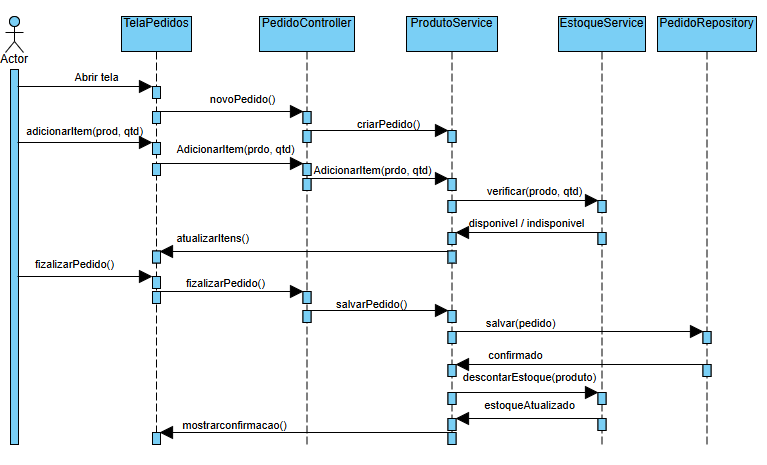 TelaPedidos
PedidoController
ProdutoService
EstoqueService
PedidoRepository
Actor
Abrir tela
novoPedido()
criarPedido()
adicionarItem(prod, qtd)
AdicionarItem(prdo, qtd)
AdicionarItem(prdo, qtd)
verificar(prodo, qtd)
disponivel / indisponivel
atualizarItens()
fizalizarPedido()
fizalizarPedido()
salvarPedido()
salvar(pedido)
confirmado
descontarEstoque(produto)
estoqueAtualizado
mostrarconfirmacao()